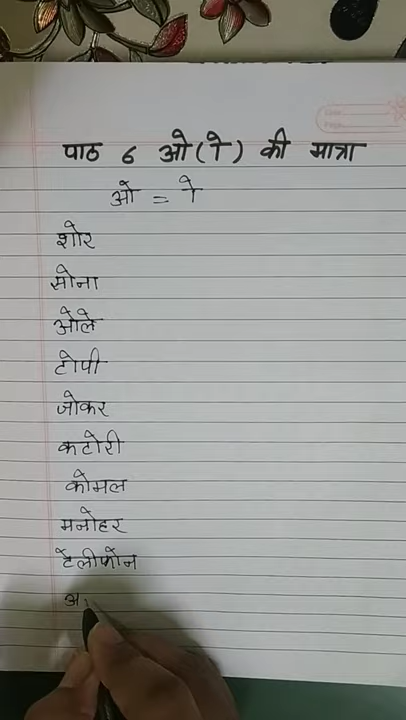 पाठ 6 ओ(ो) की मात्रा
ओ = ो
शोर
सोना
ओले
टोपी
जोकर
कटोरी
कोमल
मनोहर
टेलीफोन
अ